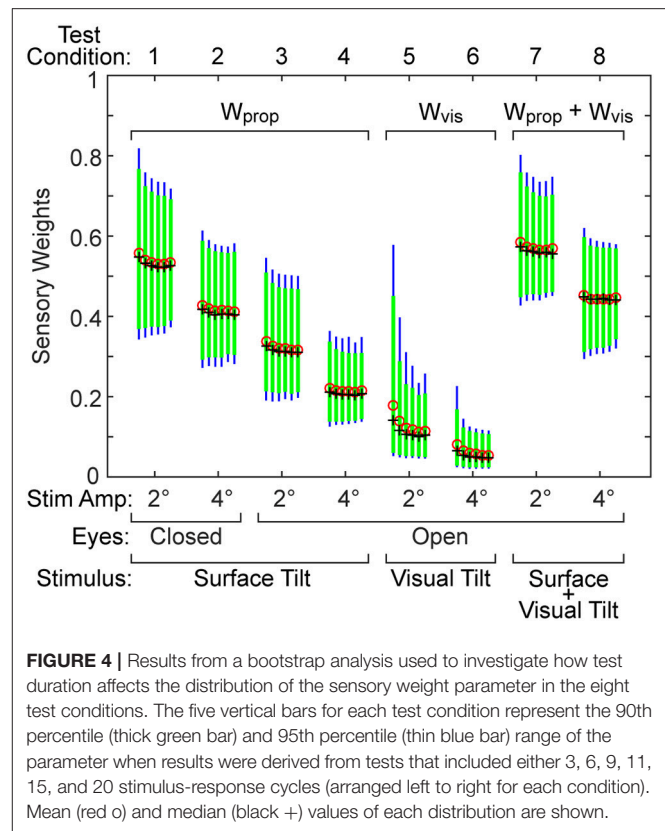 Test
Condition: 1 2 3 4 5 6 7 8
1
W_prop W_vis W_prop + W_vis
0.8
0.6
0.4
0.2
0
Sensory Weights
Stim Amp: 2° 4° 2° 4° 2° 4° 2° 4°
Eyes: Closed Open
Stimulus: Surface Tilt Visual Tilt Surface
+
Visual Tilt
FIGURE 4 | Results from a bootstrap analysis used to investigate how test
duration affects the distribution of the sensory weight parameter in the eight
test conditions. The five vertical bars for each test condition represent the 90th
percentile (thick green bar) and 95th percentile (thin blue bar) range of the
parameter when results were derived from tests that included either 3, 6, 9, 11,
15, and 20 stimulus-response cycles (arranged left to right for each condition).
Mean (red o) and median (black +) values of each distribution are shown.